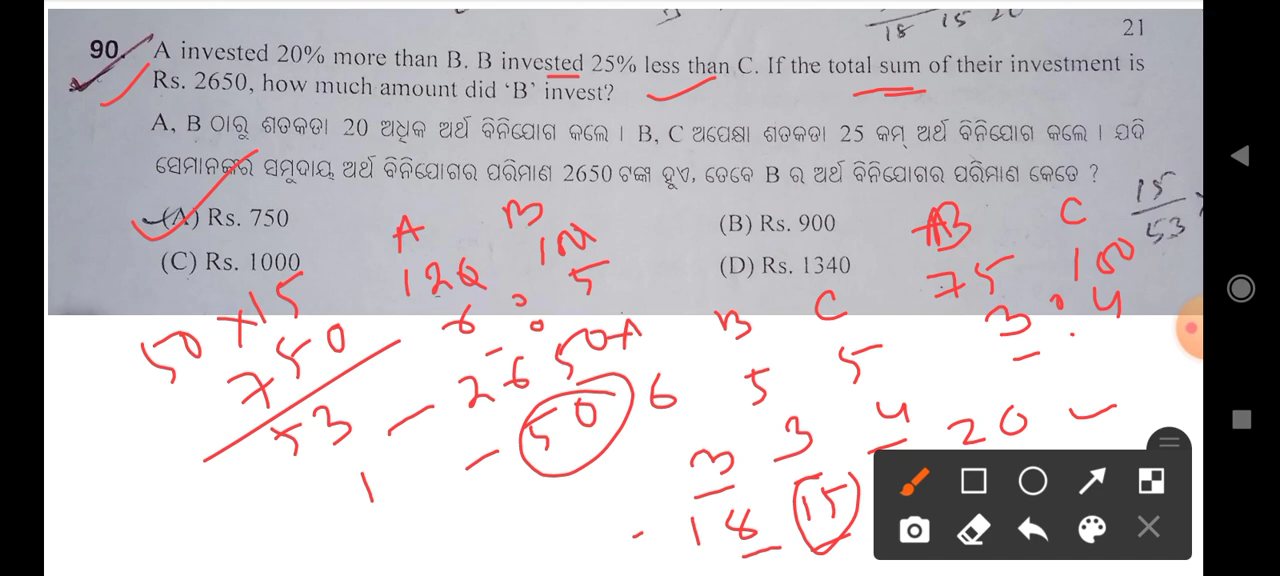 18 15 20
21
90. A invested 20% more than B. B invested 25% less than C. If the total sum of their investment is
Rs. 2650, how much amount did ‘B’ invest?
A, B ଠାରୁ ଶତକଡା 20 ଅଧିକ ଅର୍ଥ ବିନିଯୋଗ କଲେ । B, C ଅପେକ୍ଷା ଶତକଡା 25 କମ୍ ଅର୍ଥ ବିନିଯୋଗ କଲେ । ଯଦି
ସେମାନଙ୍କର ସମୁଦାୟ ଅର୍ଥ ବିନିଯୋଗର ପରିମାଣ 2650 ଟଙ୍କା ହୁଏ, ତେବେ B ର ଅର୍ଥ ବିନିଯୋଗର ପରିମାଣ କେତେ ?
15
53
(A) Rs. 750
(B) Rs. 900
(C) Rs. 1000
(D) Rs. 1340
A B
120 100
6 : 5
B C
75 100
3 : 4
50 x 15
750
53 - 2650
1 - 50
A B C
6 5 5
3 3 4
18 15 20